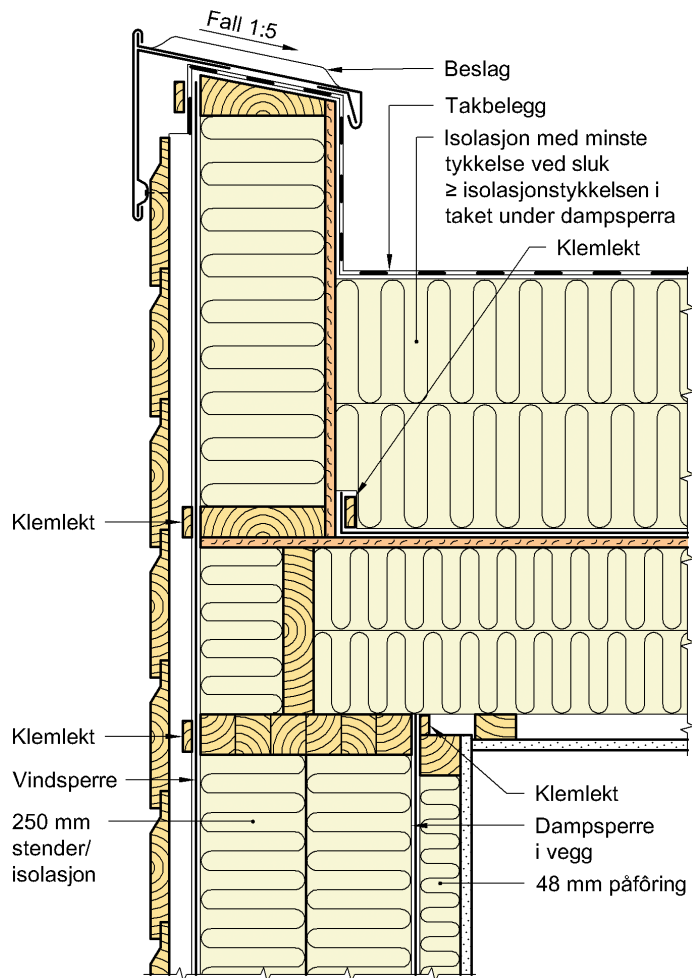 Fall 1:5
Beslag
Takbelegg
Isolasjon med minste
tykkelse ved sluk
≥ isolasjonstykkelsen i
taket under dampsperra
Klemlekt
Klemlekt
Klemlekt
Vindsperre
250 mm
stender/
isolasjon
Klemlekt
Dampsperre
i vegg
48 mm påfôring